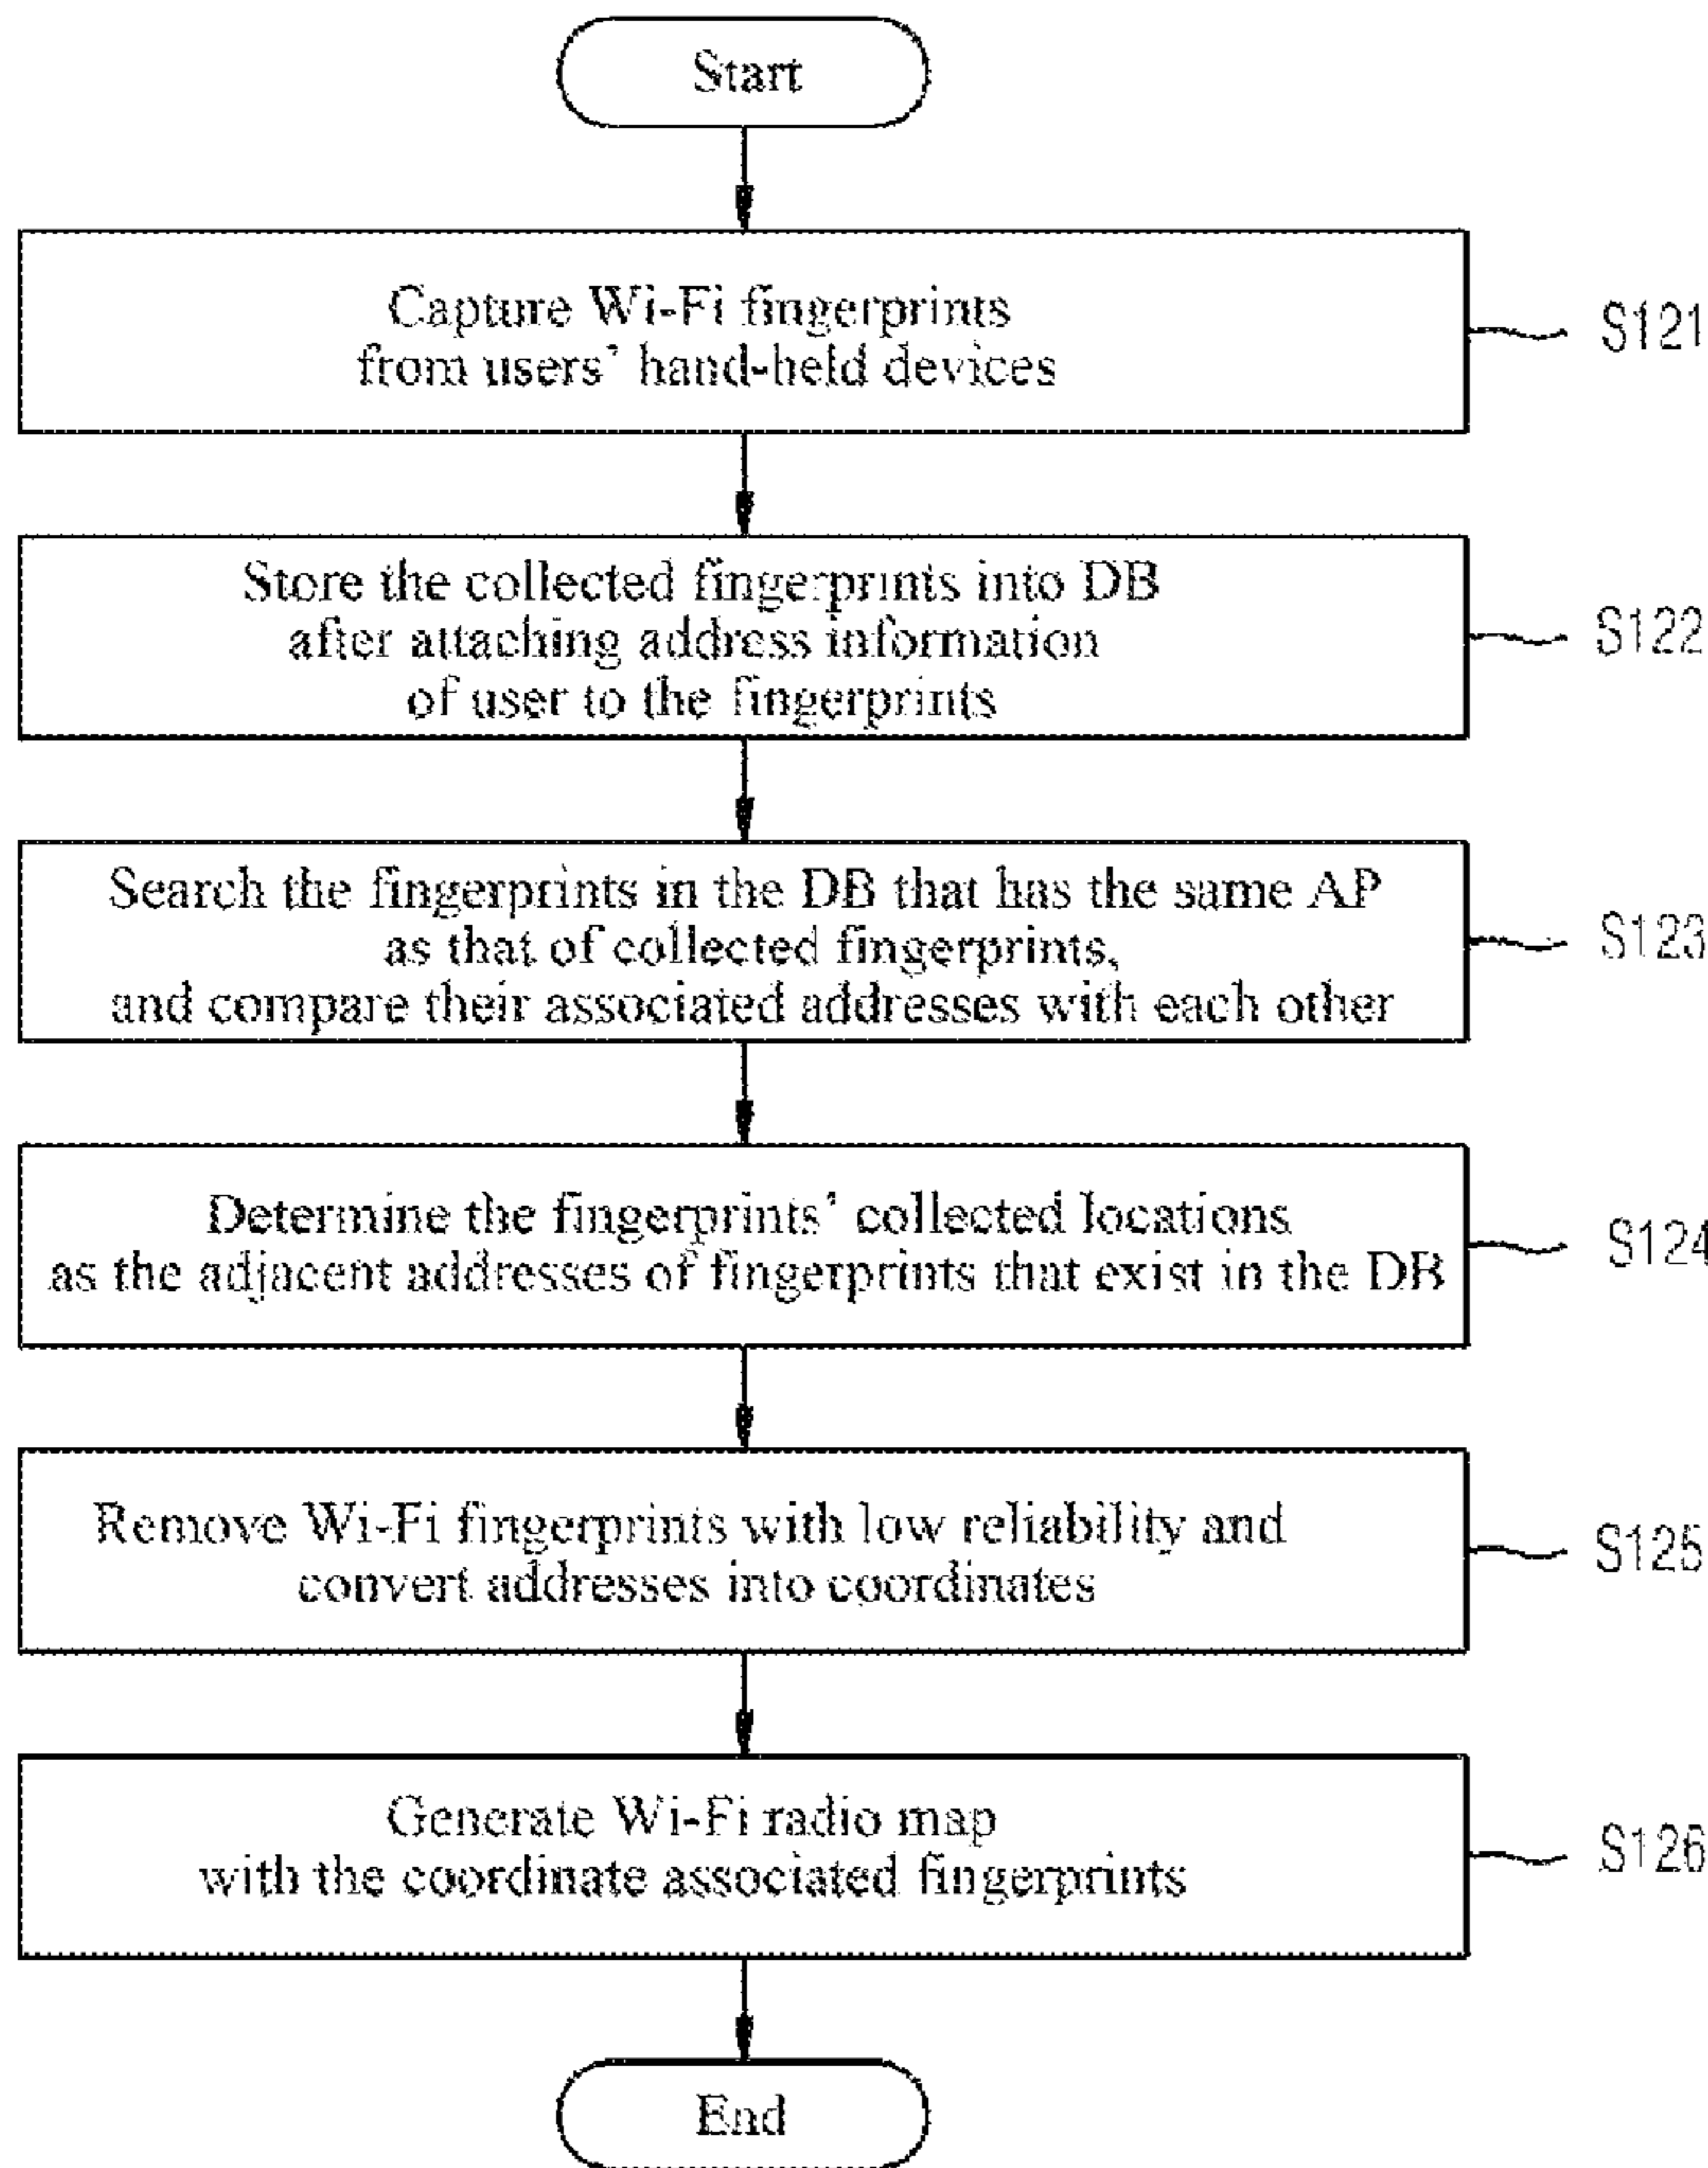 Start
Capture Wi-Fi fingerprints
from users' hand-held devices
S121
Store the collected fingerprints into DB
after attaching address information
of user to the fingerprints
S122
Search the fingerprints in the DB that has the same AP
as that of collected fingerprints,
and compare their associated addresses with each other
S123
Determine the fingerprints' collected locations
as the adjacent addresses of fingerprints that exist in the DB
S124
Remove Wi-Fi fingerprints with low reliability and
convert addresses into coordinates
S125
Generate Wi-Fi radio map
with the coordinate associated fingerprints
S126
End